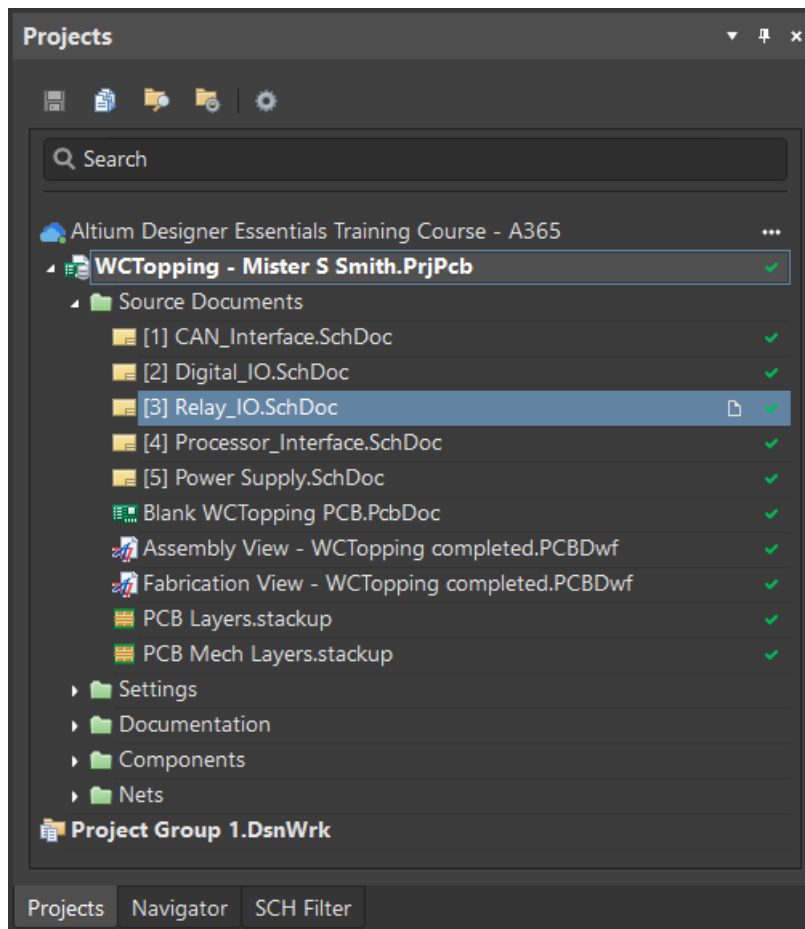 Projects
Search
Altium Designer Essentials Training Course - A365
WCTopping - Mister S Smith.PrjPcb
Source Documents
[1] CAN_Interface.SchDoc
[2] Digital_IO.SchDoc
[3] Relay_IO.SchDoc
[4] Processor_Interface.SchDoc
[5] Power Supply.SchDoc
Blank WCTopping PCB.PcbDoc
Assembly View - WCTopping completed.PCBDwf
Fabrication View - WCTopping completed.PCBDwf
PCB Layers.stackup
PCB Mech Layers.stackup
Settings
Documentation
Components
Nets
Project Group 1.DsnWrk
Projects Navigator SCH Filter